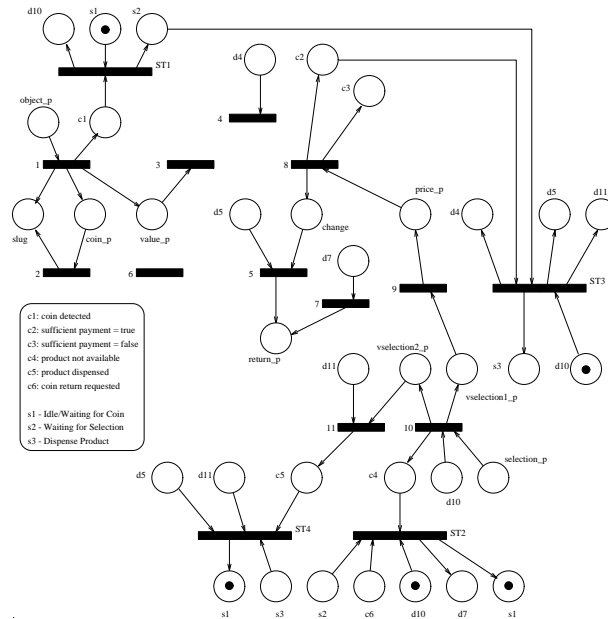 d10
s1
s2
ST1
d4
c2
c3
object_p
c1
4
1
3
8
price_p
d5
d4
d5
d11
slug
coin_p
value_p
change
d7
2
6
5
9
ST3
7
c1: coin detected
c2: sufficient payment = true
c3: sufficient payment = false
c4: product not available
c5: product dispensed
c6: coin return requested
s1 - Idle/Waiting for Coin
s2 - Waiting for Selection
s3 - Dispense Product
return_p
vselection2_p
s3
d10
d11
vselection1_p
11
10
selection_p
d5
d11
c5
c4
d10
ST4
ST2
s1
s3
s2
c6
d10
d7
s1